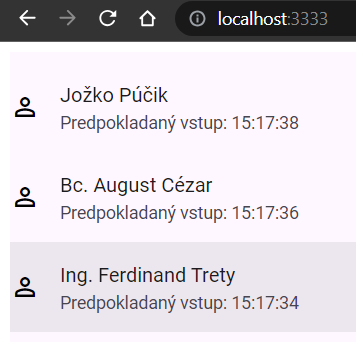 localhost:3333
Jožko Púčik
Predpokladaný vstup: 15:17:38
Bc. August Cézar
Predpokladaný vstup: 15:17:36
Ing. Ferdinand Trety
Predpokladaný vstup: 15:17:34